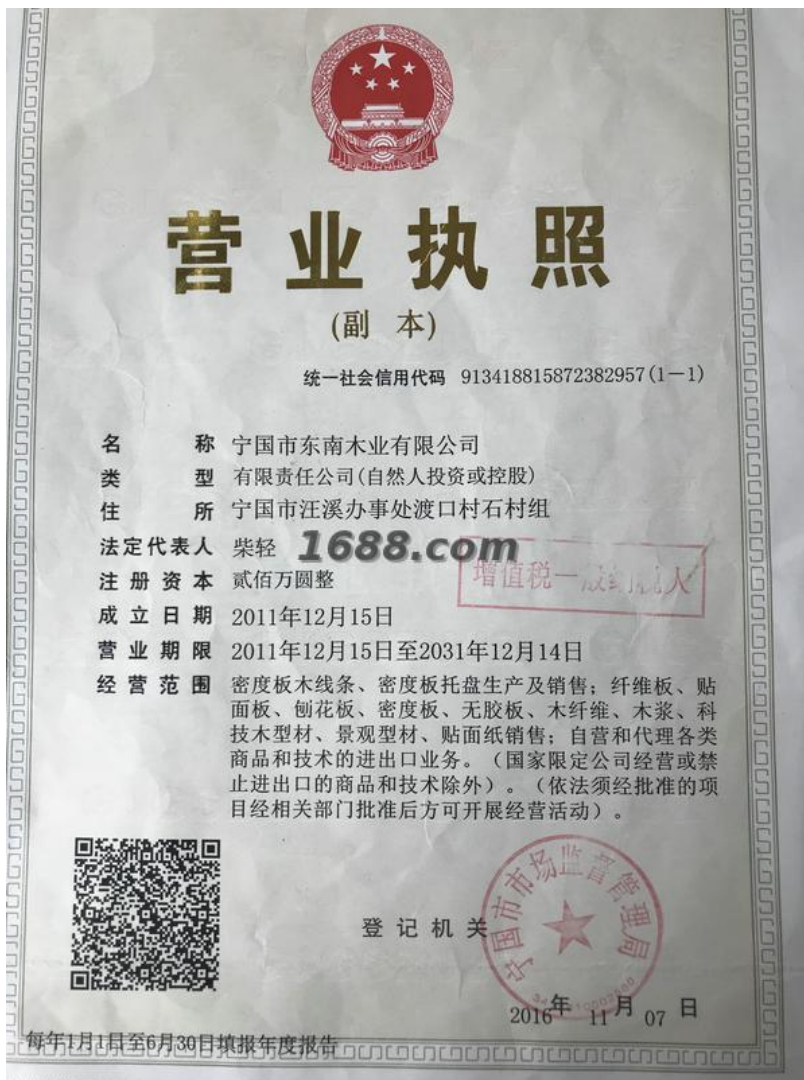 营业执照
(副 本)
统一社会信用代码 913418815872382957(1-1)
名 称 宁国市东南木业有限公司
类 型 有限责任公司(自然人投资或控股)
住 所 宁国市汪溪办事处渡口村石村组
法定代表人 柴轻
1688.com
注 册 资 本 贰佰万圆整
增值税一般纳税人
成 立 日 期 2011年12月15日
营 业 期 限 2011年12月15日至2031年12月14日
经 营 范 围 密度板木线条、密度板托盘生产及销售；纤维板、贴
面板、刨花板、密度板、无胶板、木纤维、木浆、科
技木型材、景观型材、贴面纸销售；自营和代理各类
商品和技术的进出口业务。（国家限定公司经营或禁
止进出口的商品和技术除外）。（依法须经批准的项
目经相关部门批准后方可开展经营活动）。
宁国市市场监督管理局
登 记 机 关
2016年 11月 07日
每年1月1日至6月30日填报年度报告